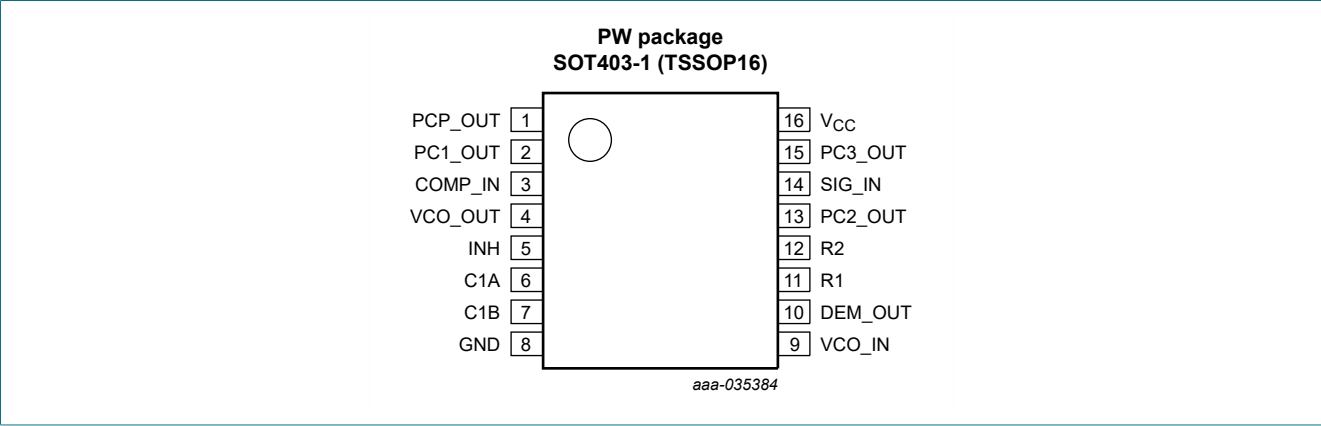 PW package
SOT403-1 (TSSOP16)
PCP_OUT 1
PC1_OUT 2
COMP_IN 3
VCO_OUT 4
INH 5
C1A 6
C1B 7
GND 8
16 VCC
15 PC3_OUT
14 SIG_IN
13 PC2_OUT
12 R2
11 R1
10 DEM_OUT
9 VCO_IN
aaa-035384